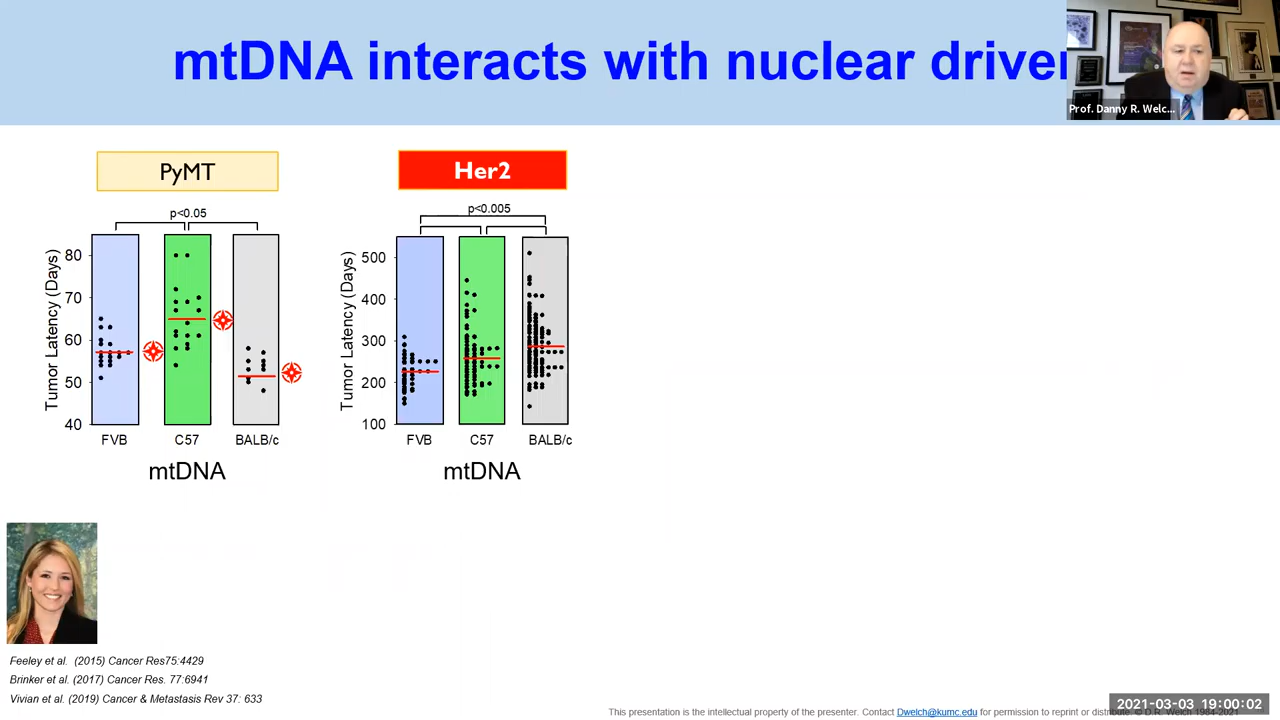 mtDNA interacts with nuclear driver
Prof. Danny R. Welc...
PyMT
Her2
p<0.05
p<0.005
Tumor Latency (Days)
80
70
60
50
40
FVB
C57
BALB/c
mtDNA
Tumor Latency (Days)
500
400
300
200
100
FVB
C57
BALB/c
mtDNA
Feeley et al. (2015) Cancer Res75:4429
Brinker et al. (2017) Cancer Res. 77:6941
Vivian et al. (2019) Cancer & Metastasis Rev 37: 633
This presentation is the intellectual property of the presenter. Contact Dwelch@kumc.edu for permission to reprint or distribute. © D.R. Welch 1984-2021
2021-03-03 19:00:02